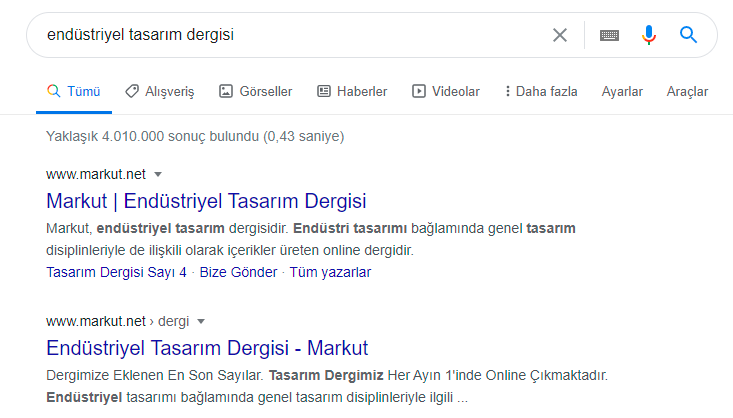 endüstriyel tasarım dergisi
Tümü Alışveriş Görseller Haberler Videolar Daha fazla Ayarlar Araçlar
Yaklaşık 4.010.000 sonuç bulundu (0,43 saniye)
www.markut.net
Markut | Endüstriyel Tasarım Dergisi
Markut, endüstriyel tasarım dergisidir. Endüstri tasarımı bağlamında genel tasarım
disiplinleriyle de ilişkili olarak içerikler üreten online dergidir.
Tasarım Dergisi Sayı 4 · Bize Gönder · Tüm yazarlar
www.markut.net › dergi
Endüstriyel Tasarım Dergisi - Markut
Dergimize Eklenen En Son Sayılar. Tasarım Dergimiz Her Ayın 1'inde Online Çıkmaktadır.
Endüstriyel tasarımı bağlamında genel tasarım disiplinleriyle ilgili ...